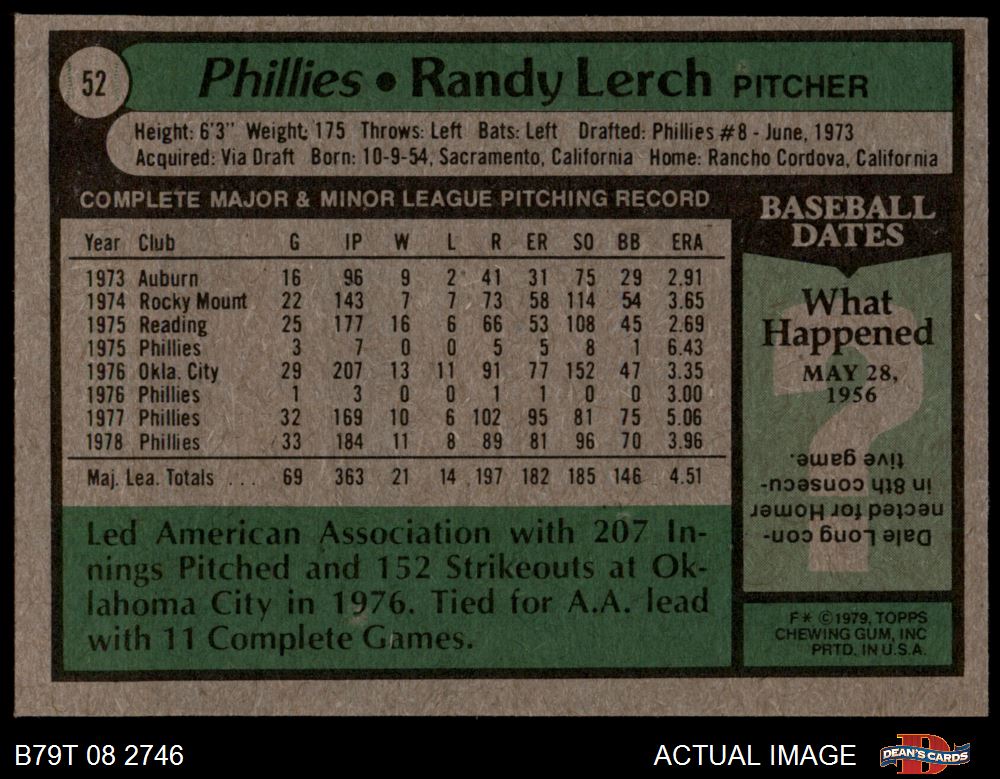 52
Phillies • Randy Lerch PITCHER
Height: 6'3" Weight: 175 Throws: Left Bats: Left Drafted: Phillies #8 - June, 1973
Acquired: Via Draft Born: 10-9-54, Sacramento, California Home: Rancho Cordova, California
COMPLETE MAJOR & MINOR LEAGUE PITCHING RECORD
Year Club G IP W L R ER SO BB ERA
1973 Auburn 16 96 9 2 41 31 75 29 2.91
1974 Rocky Mount 22 143 7 7 73 58 114 54 3.65
1975 Reading 25 177 16 6 66 53 108 45 2.69
1975 Phillies 3 7 0 0 5 5 8 1 6.43
1976 Okla. City 29 207 13 11 91 77 152 47 3.35
1976 Phillies 1 3 0 0 1 1 0 0 3.00
1977 Phillies 32 169 10 6 102 95 81 75 5.06
1978 Phillies 33 184 11 8 89 81 96 70 3.96
Maj. Lea. Totals . . . 69 363 21 14 197 182 185 146 4.51
Led American Association with 207 In-
nings Pitched and 152 Strikeouts at Ok-
lahoma City in 1976. Tied for A.A. lead
with 11 Complete Games.
BASEBALL
DATES
?
What
Happened
MAY 28,
1956
Dale Long con-
nected for Homer
in 8th consecu-
tive game.
F* ©1979, TOPPS
CHEWING GUM, INC
PRTD. IN U.S.A.
B79T 08 2746
ACTUAL IMAGE
D
DEAN'S CARDS